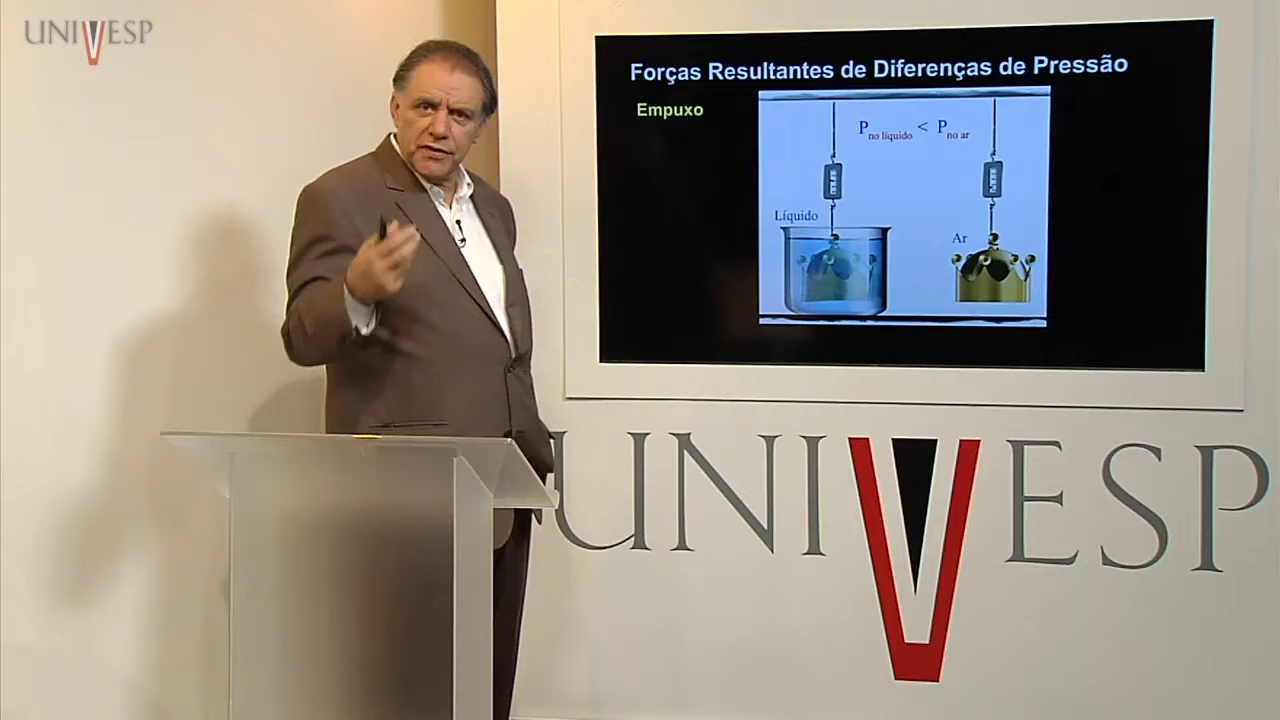 UNIVESP
Forças Resultantes de Diferenças de Pressão
Empuxo
P no líquido < P no ar
Líquido
Ar
UNIVESP